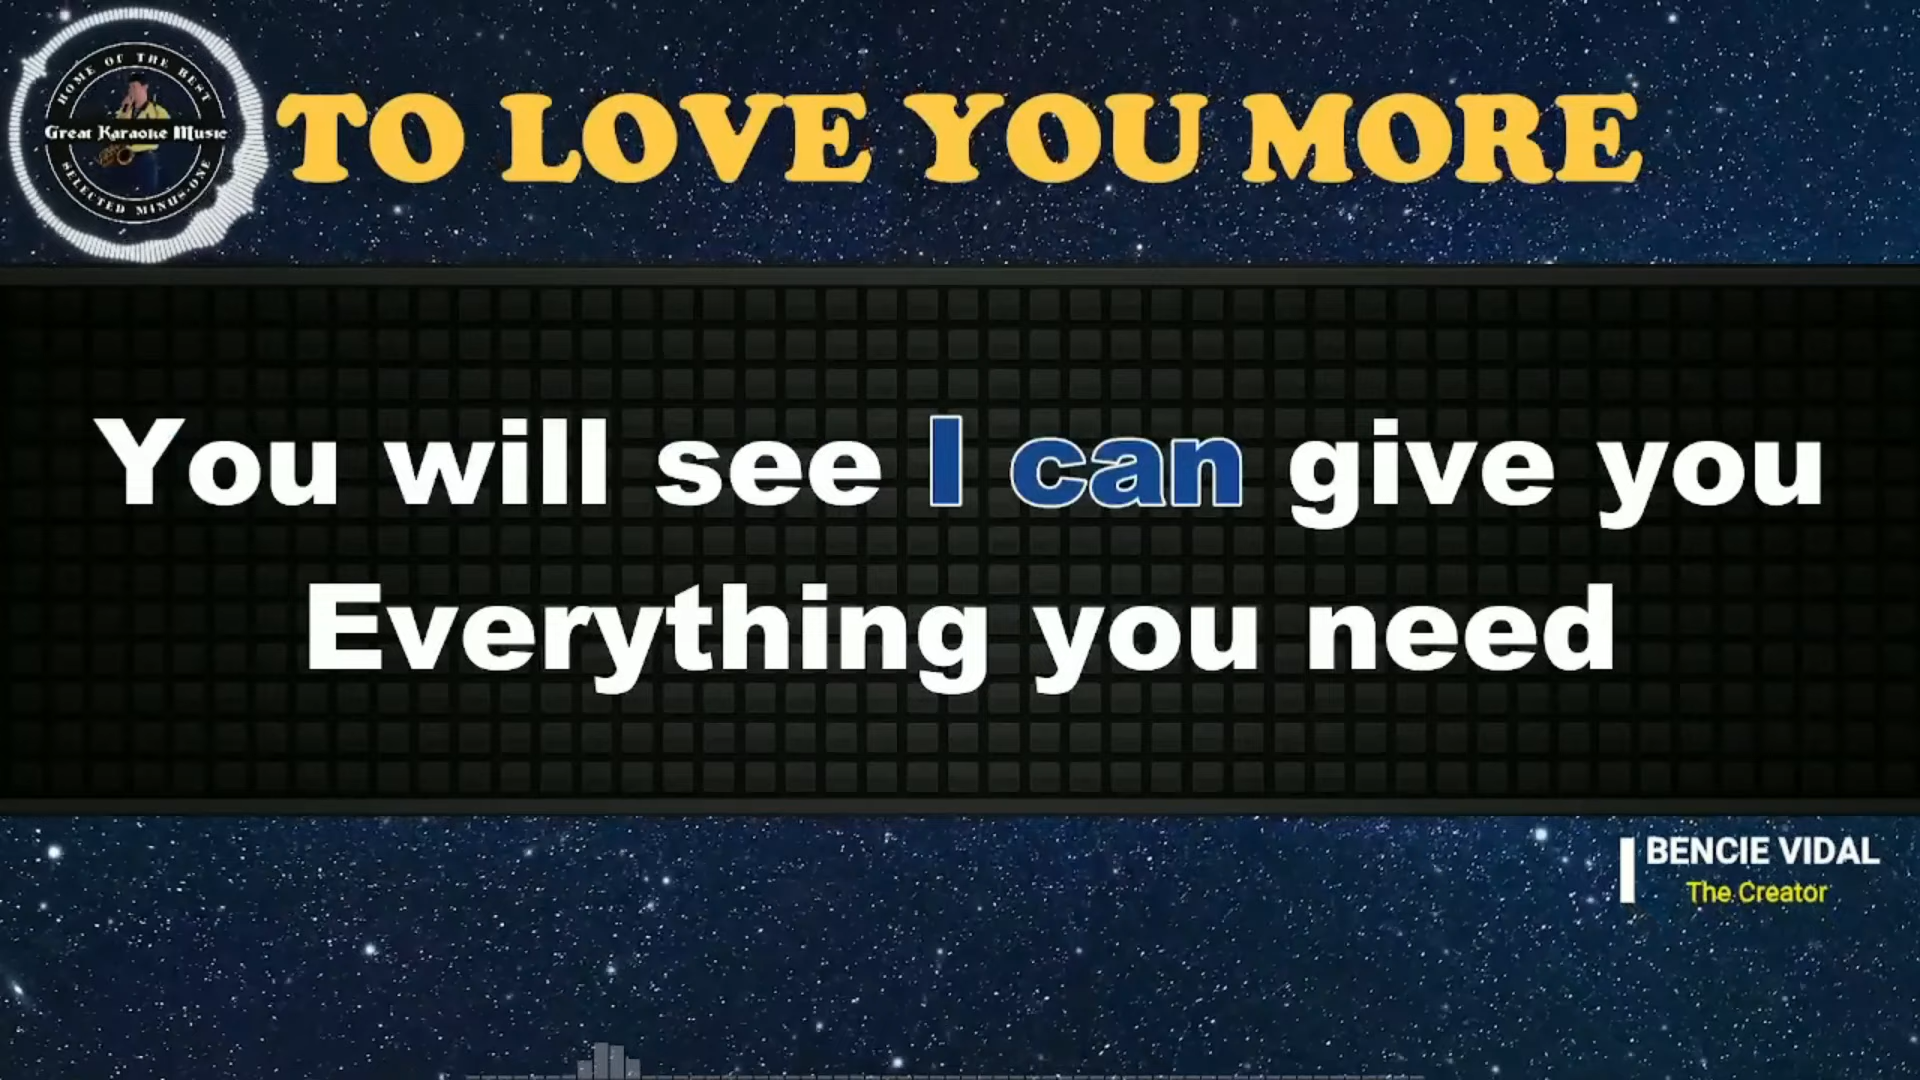 HOME OF THE BEST
Great Karaoke Music
SELECTED MINUS-ONE
TO LOVE YOU MORE
You will see I can give you
Everything you need
BENCIE VIDAL
The Creator